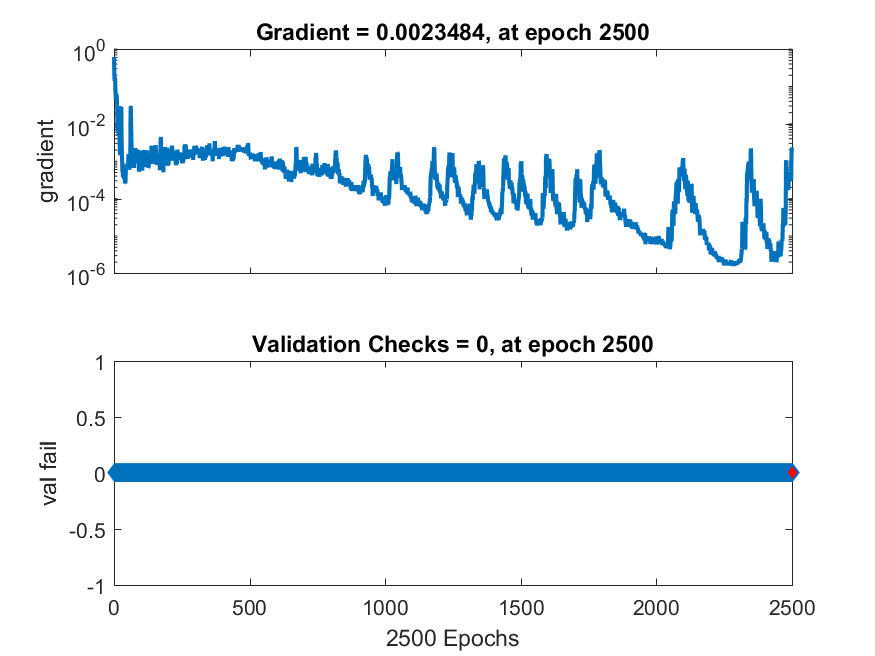 Gradient = 0.0023484, at epoch 2500
10^0
10^-2
10^-4
10^-6
gradient
Validation Checks = 0, at epoch 2500
1
0.5
0
-0.5
-1
val fail
0 500 1000 1500 2000 2500
2500 Epochs